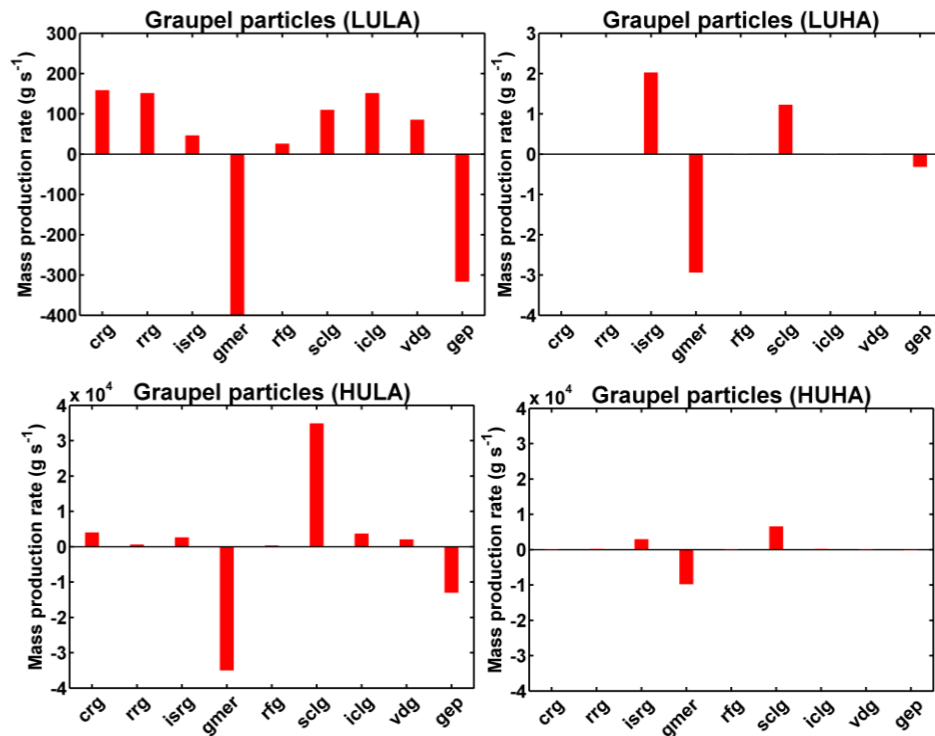 Graupel particles (LULA)
Mass production rate (g s⁻¹)
300
200
100
0
-100
-200
-300
-400
crg rrg isrg gmer rfg sclg iclg vdg gep
Graupel particles (LUHA)
Mass production rate (g s⁻¹)
2
1
0
-1
-2
-3
-4
crg rrg isrg gmer rfg sclg iclg vdg gep
x 10⁴
Graupel particles (HULA)
Mass production rate (g s⁻¹)
4
3
2
1
0
-1
-2
-3
-4
crg rrg isrg gmer rfg sclg iclg vdg gep
x 10⁴
Graupel particles (HUHA)
Mass production rate (g s⁻¹)
4
3
2
1
0
-1
-2
-3
-4
crg rrg isrg gmer rfg sclg iclg vdg gep